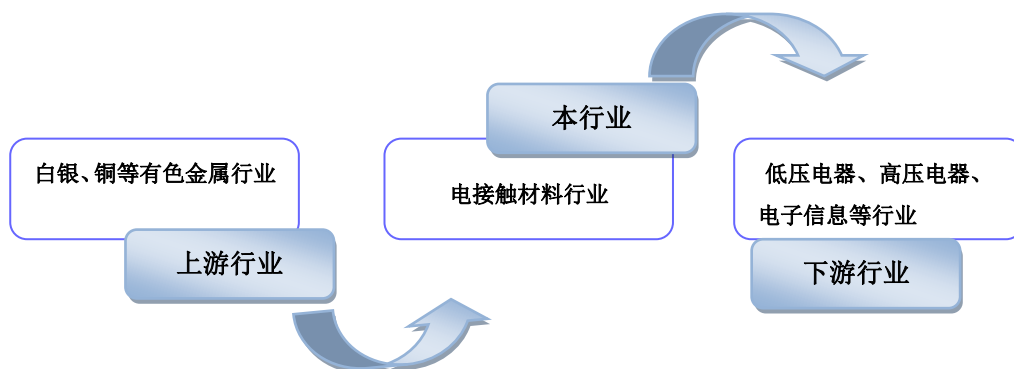 白银、铜等有色金属行业
上游行业
本行业
电接触材料行业
低压电器、高压电器、
电子信息等行业
下游行业